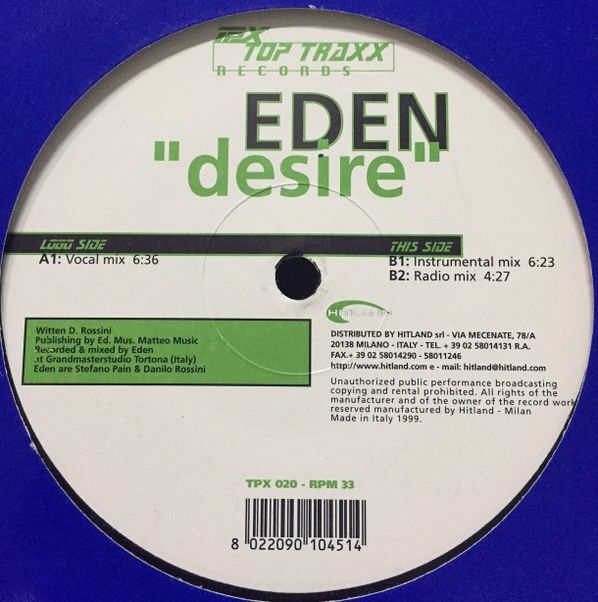 TPX
TOP TRAXX
RECORDS
EDEN
"desire"
LOGO SIDE
A1: Vocal mix 6:36
THIS SIDE
B1: Instrumental mix 6:23
B2: Radio mix 4:27
Witten D. Rossini
Publishing by Ed. Mus. Matteo Music
Recorded & mixed by Eden
at Grandmasterstudio Tortona (Italy)
Eden are Stefano Pain & Danilo Rossini
HITLAND
DISTRIBUTED BY HITLAND srl - VIA MECENATE, 78/A
20138 MILANO - ITALY - TEL. + 39 02 58014131 R.A.
FAX.+ 39 02 58014290 - 58011246
http://www.hitland.com e - mail: hitland@hitland.com
Unauthorized public performance broadcasting
copying and rental prohibited. All rights of the
manufacturer and of the owner of the record work
reserved manufactured by Hitland - Milan
Made in Italy 1999.
TPX 020 - RPM 33
8 022090 104514